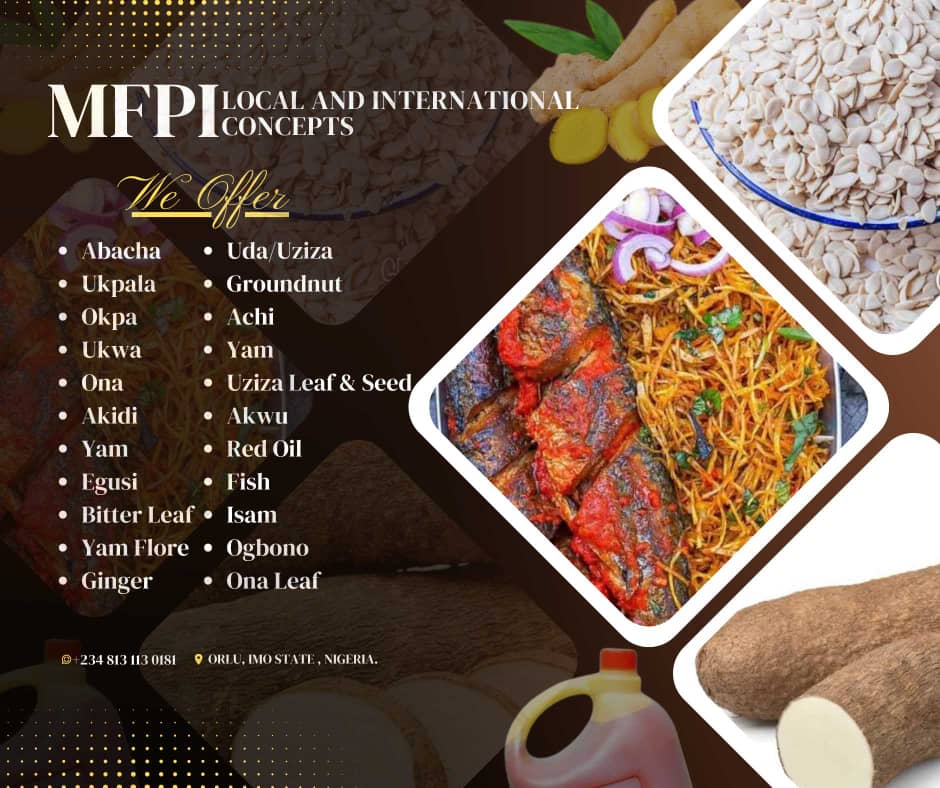 MFPI LOCAL AND INTERNATIONAL
CONCEPTS
We Offer
Abacha
Ukpala
Okpa
Ukwa
Ona
Akidi
Yam
Egusi
Bitter Leaf
Yam Flore
Ginger
Uda/Uziza
Groundnut
Achi
Yam
Uziza Leaf & Seed
Akwu
Red Oil
Fish
Isam
Ogbono
Ona Leaf
+234 813 113 0181
ORLU, IMO STATE , NIGERIA.